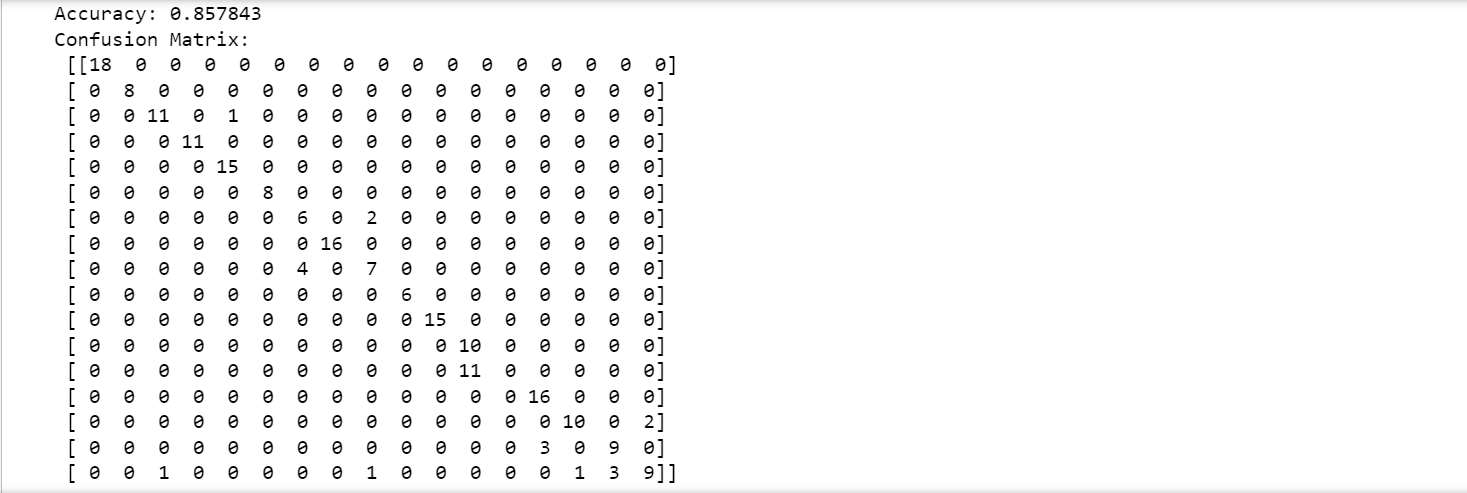 Accuracy: 0.857843
Confusion Matrix:
[[18 0 0 0 0 0 0 0 0 0 0 0 0 0 0 0 0]
[ 0 8 0 0 0 0 0 0 0 0 0 0 0 0 0 0 0]
[ 0 0 11 0 1 0 0 0 0 0 0 0 0 0 0 0 0]
[ 0 0 0 11 0 0 0 0 0 0 0 0 0 0 0 0 0]
[ 0 0 0 0 15 0 0 0 0 0 0 0 0 0 0 0 0]
[ 0 0 0 0 0 8 0 0 0 0 0 0 0 0 0 0 0]
[ 0 0 0 0 0 0 6 0 2 0 0 0 0 0 0 0 0]
[ 0 0 0 0 0 0 0 16 0 0 0 0 0 0 0 0 0]
[ 0 0 0 0 0 0 4 0 7 0 0 0 0 0 0 0 0]
[ 0 0 0 0 0 0 0 0 0 6 0 0 0 0 0 0 0]
[ 0 0 0 0 0 0 0 0 0 0 15 0 0 0 0 0 0]
[ 0 0 0 0 0 0 0 0 0 0 0 10 0 0 0 0 0]
[ 0 0 0 0 0 0 0 0 0 0 0 11 0 0 0 0 0]
[ 0 0 0 0 0 0 0 0 0 0 0 0 0 16 0 0 0]
[ 0 0 0 0 0 0 0 0 0 0 0 0 0 0 10 0 2]
[ 0 0 0 0 0 0 0 0 0 0 0 0 0 3 0 9 0]
[ 0 0 1 0 0 0 0 0 1 0 0 0 0 0 1 3 9]]